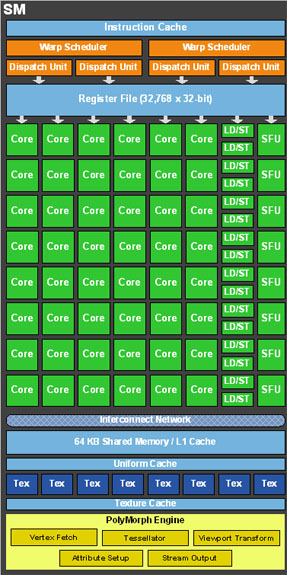 SM
Instruction Cache
Warp Scheduler Warp Scheduler
Dispatch Unit Dispatch Unit Dispatch Unit Dispatch Unit
Register File (32,768 x 32-bit)
Core Core Core Core Core Core LD/ST SFU
LD/ST
Core Core Core Core Core Core LD/ST SFU
LD/ST
Core Core Core Core Core Core LD/ST SFU
LD/ST
Core Core Core Core Core Core LD/ST SFU
LD/ST
Core Core Core Core Core Core LD/ST SFU
LD/ST
Core Core Core Core Core Core LD/ST SFU
LD/ST
Core Core Core Core Core Core LD/ST SFU
LD/ST
Core Core Core Core Core Core LD/ST SFU
LD/ST
Interconnect Network
64 KB Shared Memory / L1 Cache
Uniform Cache
Tex Tex Tex Tex Tex Tex Tex Tex
Texture Cache
PolyMorph Engine
Vertex Fetch Tessellator Viewport Transform
Attribute Setup Stream Output